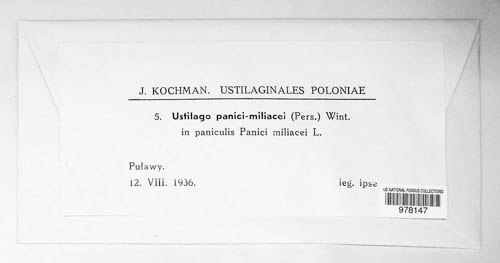 J. KOCHMAN. USTILAGINALES POLONIAE
5. Ustilago panici-miliacei (Pers.) Wint.
in paniculis Panici miliacei L.
Puławy.
12. VIII. 1936.
leg. ipse
US NATIONAL FUNGUS COLLECTIONS
978147